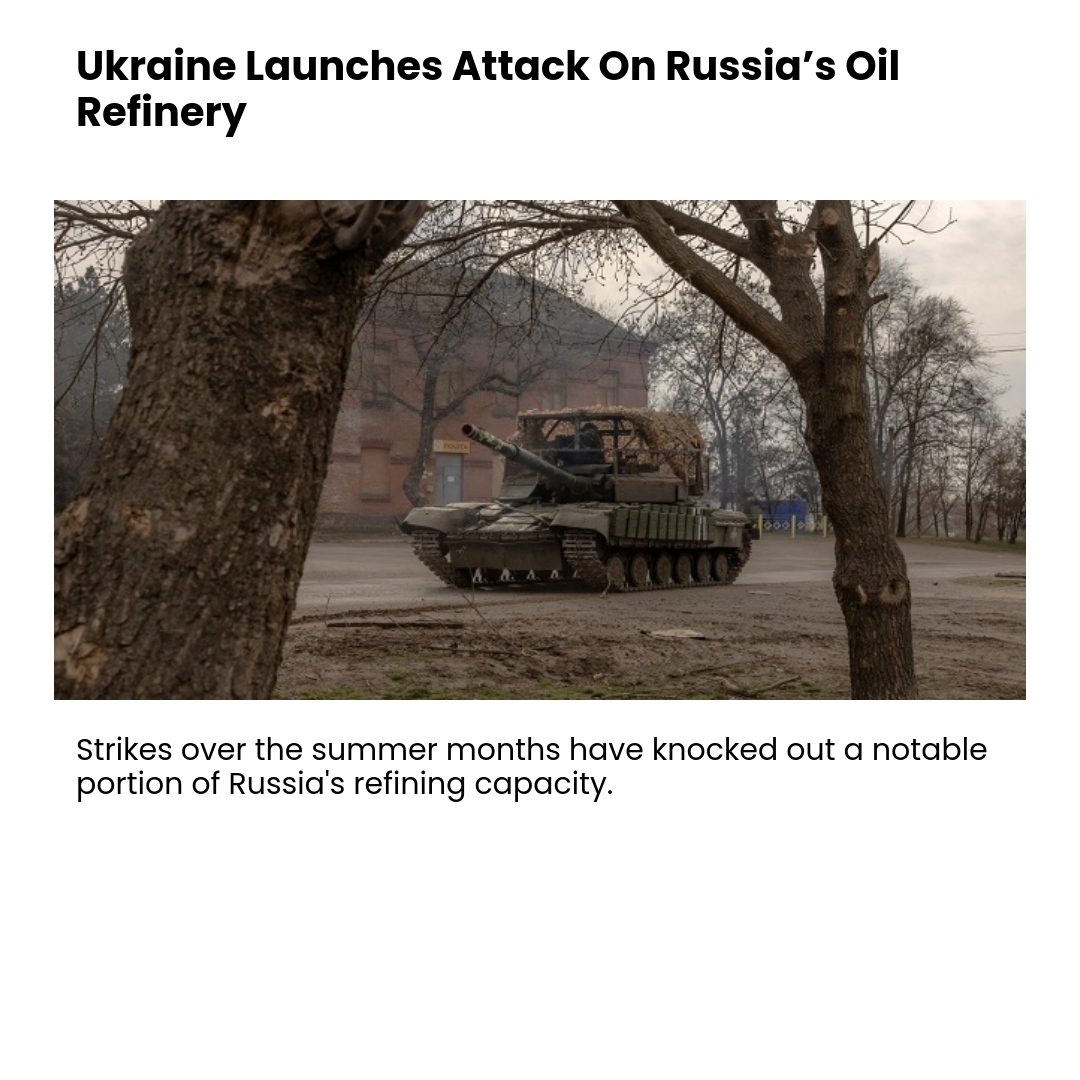 Ukraine Launches Attack On Russia’s Oil
Refinery
ПОШТА
Strikes over the summer months have knocked out a notable
portion of Russia's refining capacity.